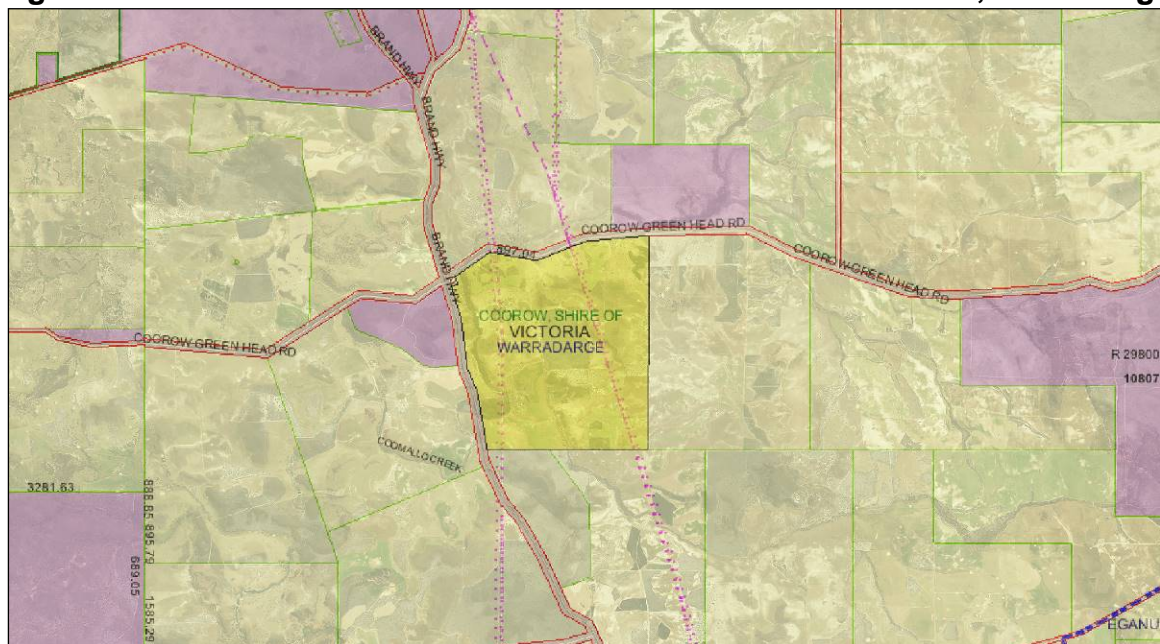 BRAND HWY
BRAND HWY
COOROW GREEN HEAD RD
897.01
COOROW GREEN HEAD RD
BRAND HWY
COOROW, SHIRE OF
VICTORIA
WARRADARGE
COOROW GREEN HEAD RD
R 29800
10807
COOMALLO CREEK
3281.63
888.85 895.79
689.05
1585.29
EGANU